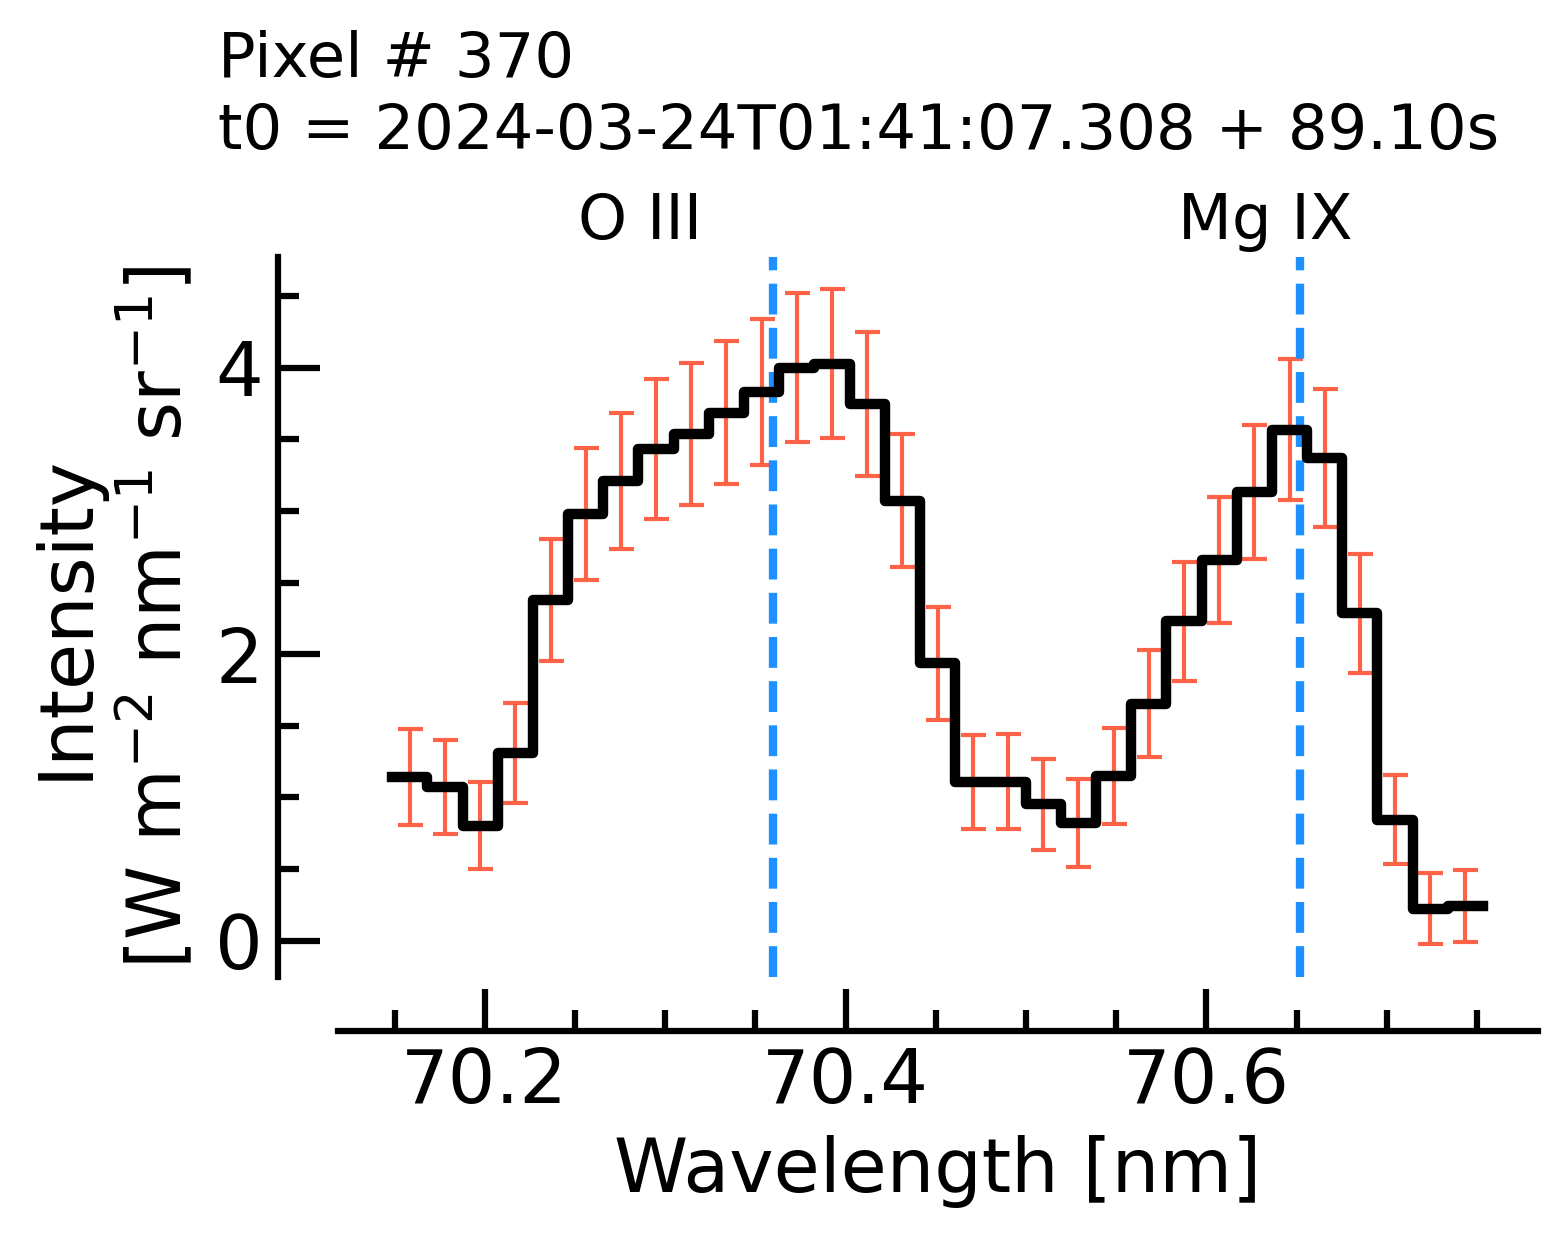 Pixel # 370
t0 = 2024-03-24T01:41:07.308 + 89.10s
O III
Mg IX
Intensity
[W m⁻² nm⁻¹ sr⁻¹]
4
2
0
70.2
70.4
70.6
Wavelength [nm]